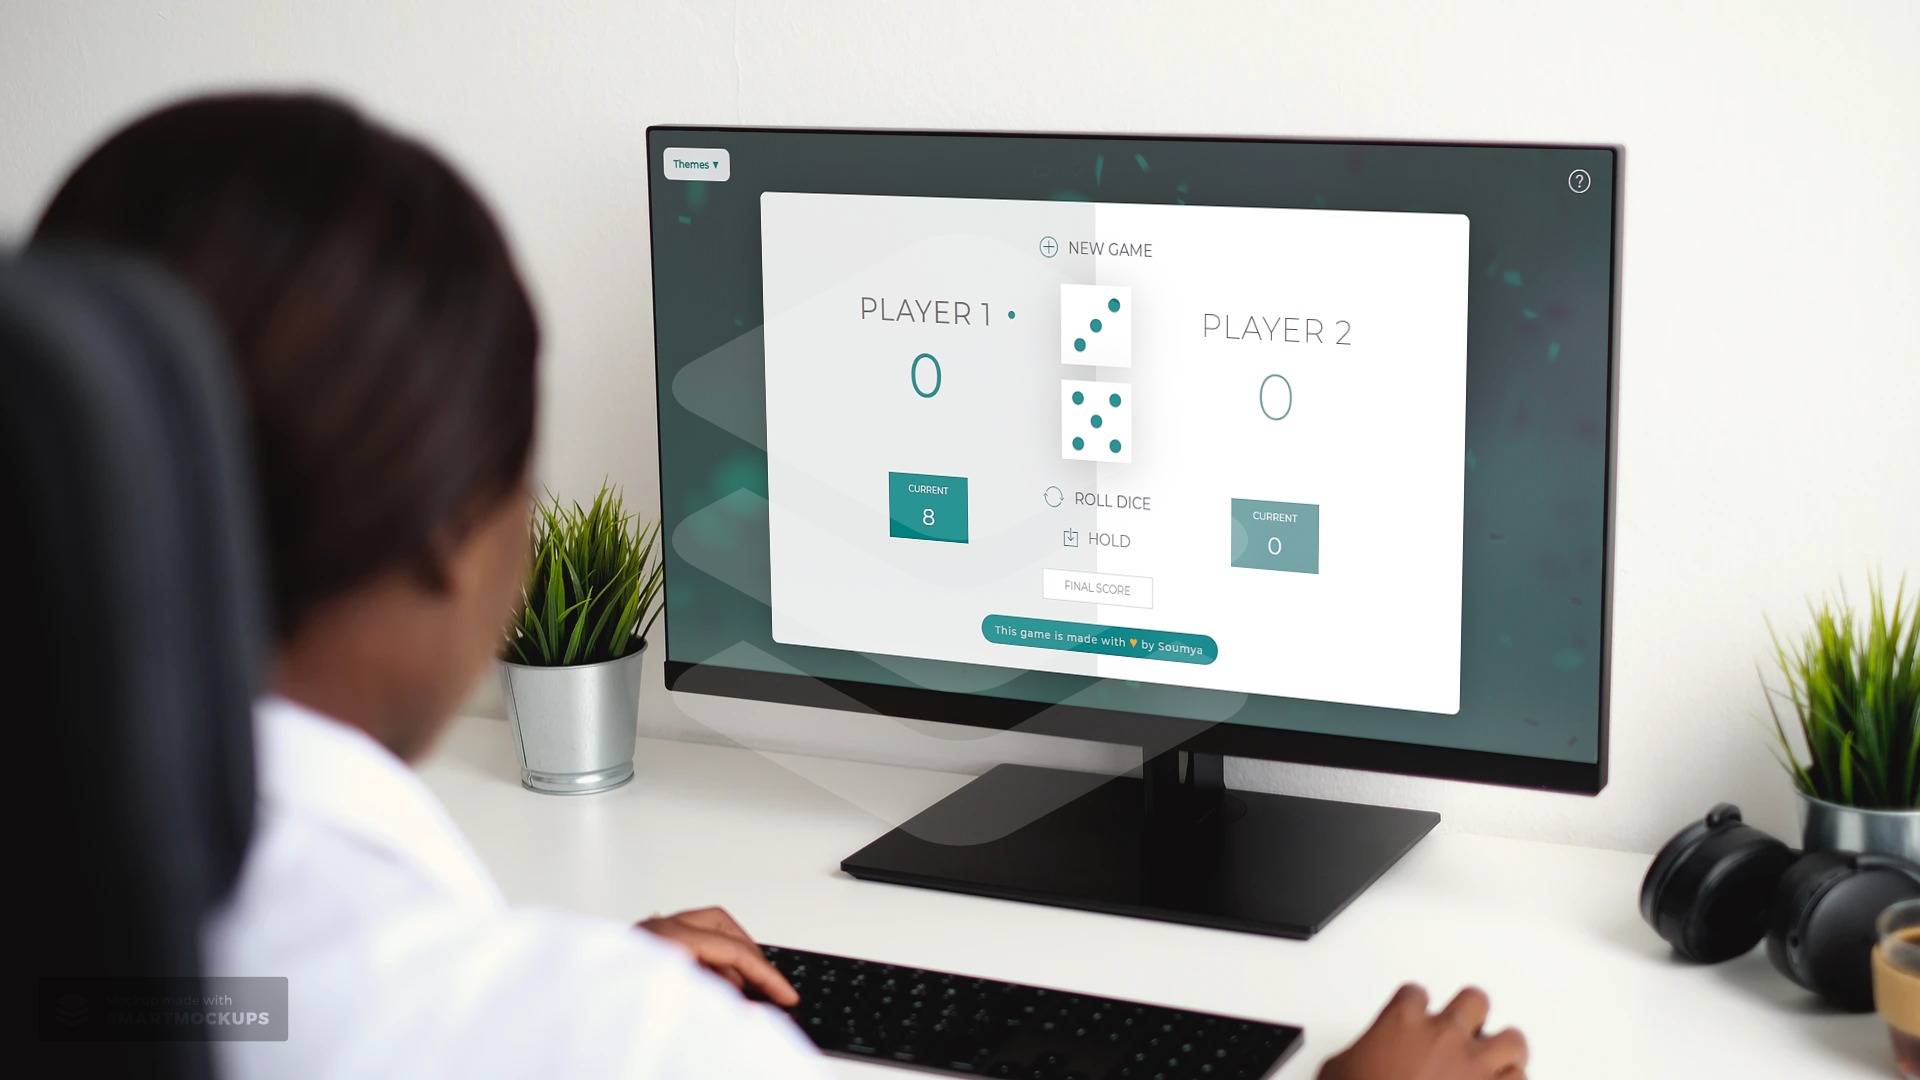 Themes ▼
?
NEW GAME
PLAYER 1
0
PLAYER 2
0
CURRENT
8
ROLL DICE
HOLD
CURRENT
0
FINAL SCORE
This game is made with 🧡 by Soumya
Mockup made with
SMARTMOCKUPS